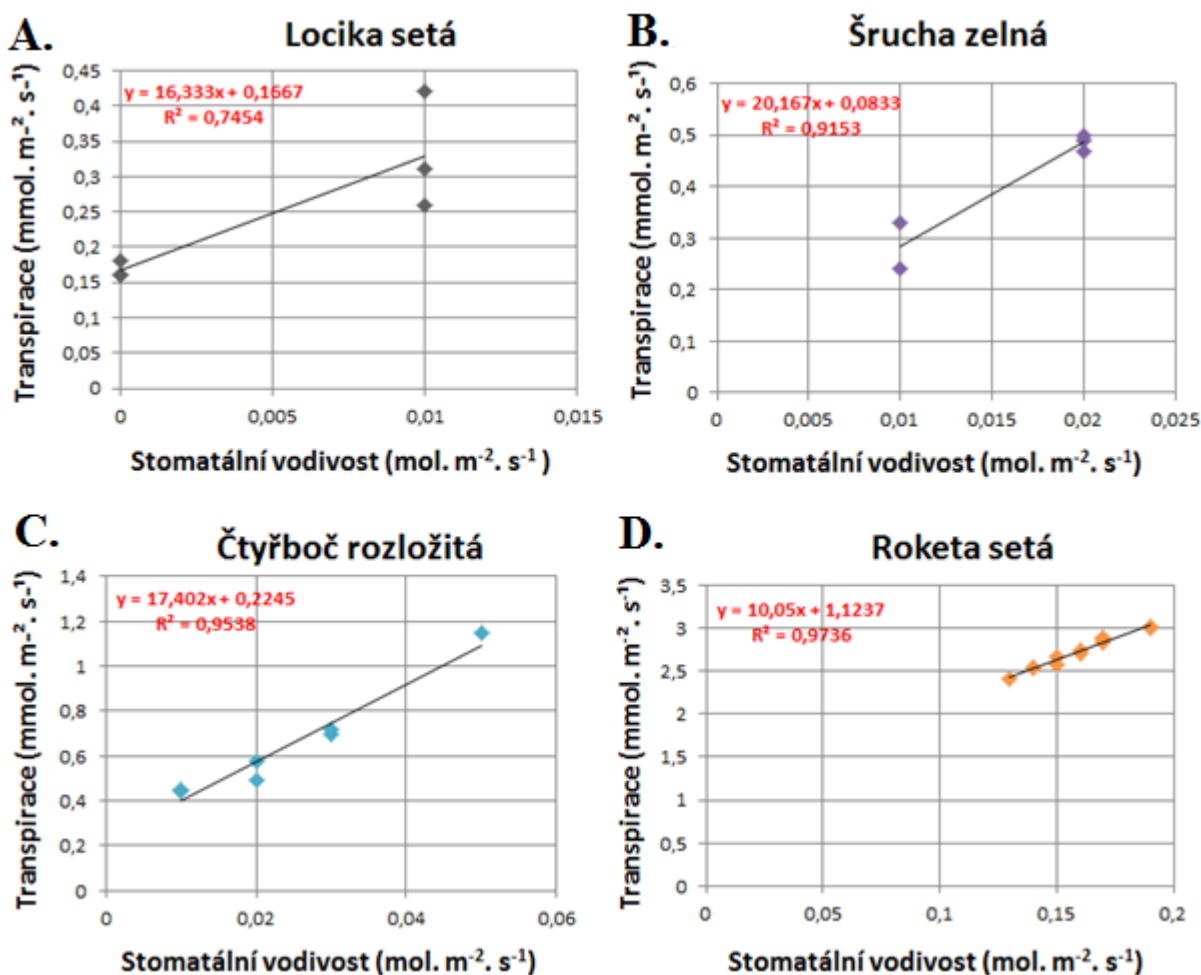 A.
Locika setá
y = 16,333x + 0,1667
R² = 0,7454
Transpirace (mmol. m-². s-¹)
0,45
0,4
0,35
0,3
0,25
0,2
0,15
0,1
0,05
0
0 0,005 0,01 0,015
Stomatální vodivost (mol. m-². s-¹ )
B.
Šrucha zelná
y = 20,167x + 0,0833
R² = 0,9153
Transpirace (mmol. m-². s-¹)
0,6
0,5
0,4
0,3
0,2
0,1
0
0 0,005 0,01 0,015 0,02 0,025
Stomatální vodivost (mol. m-². s-¹)
C.
Čtyřboč rozložitá
y = 17,402x + 0,2245
R² = 0,9538
Transpirace (mmol. m-². s-¹)
1,4
1,2
1
0,8
0,6
0,4
0,2
0
0 0,02 0,04 0,06
Stomatální vodivost (mol. m-². s-¹)
D.
Roketa setá
y = 10,05x + 1,1237
R² = 0,9736
Transpirace (mmol. m-². s-¹)
3,5
3
2,5
2
1,5
1
0,5
0
0 0,05 0,1 0,15 0,2
Stomatální vodivost (mol. m-². s-¹)